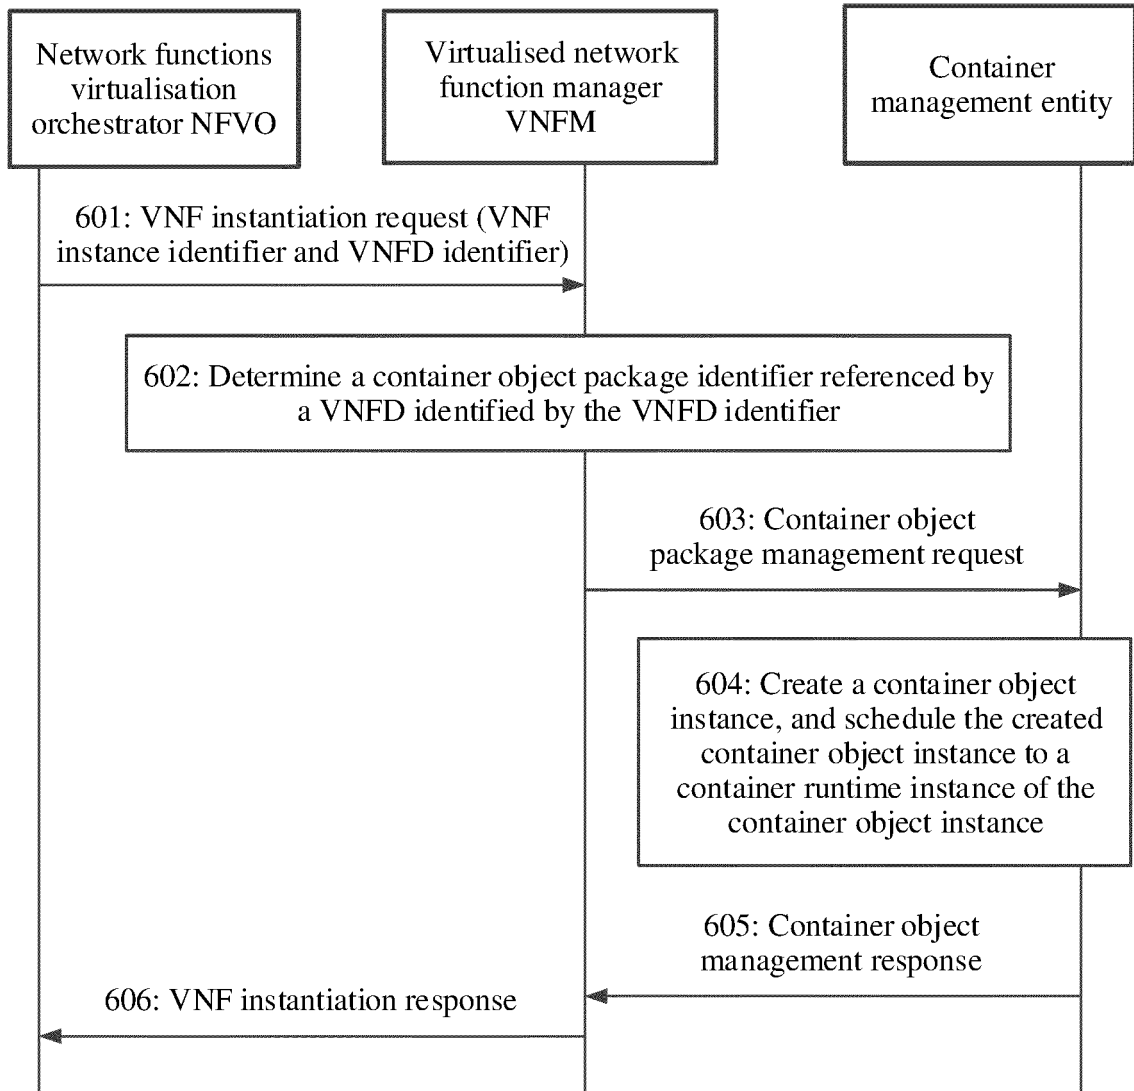 Network functions
virtualisation
orchestrator NFVO
Virtualised network
function manager
VNFM
Container
management entity
601: VNF instantiation request (VNF
instance identifier and VNFD identifier)
602: Determine a container object package identifier referenced by
a VNFD identified by the VNFD identifier
603: Container object
package management request
604: Create a container object
instance, and schedule the created
container object instance to a
container runtime instance of the
container object instance
605: Container object
management response
606: VNF instantiation response